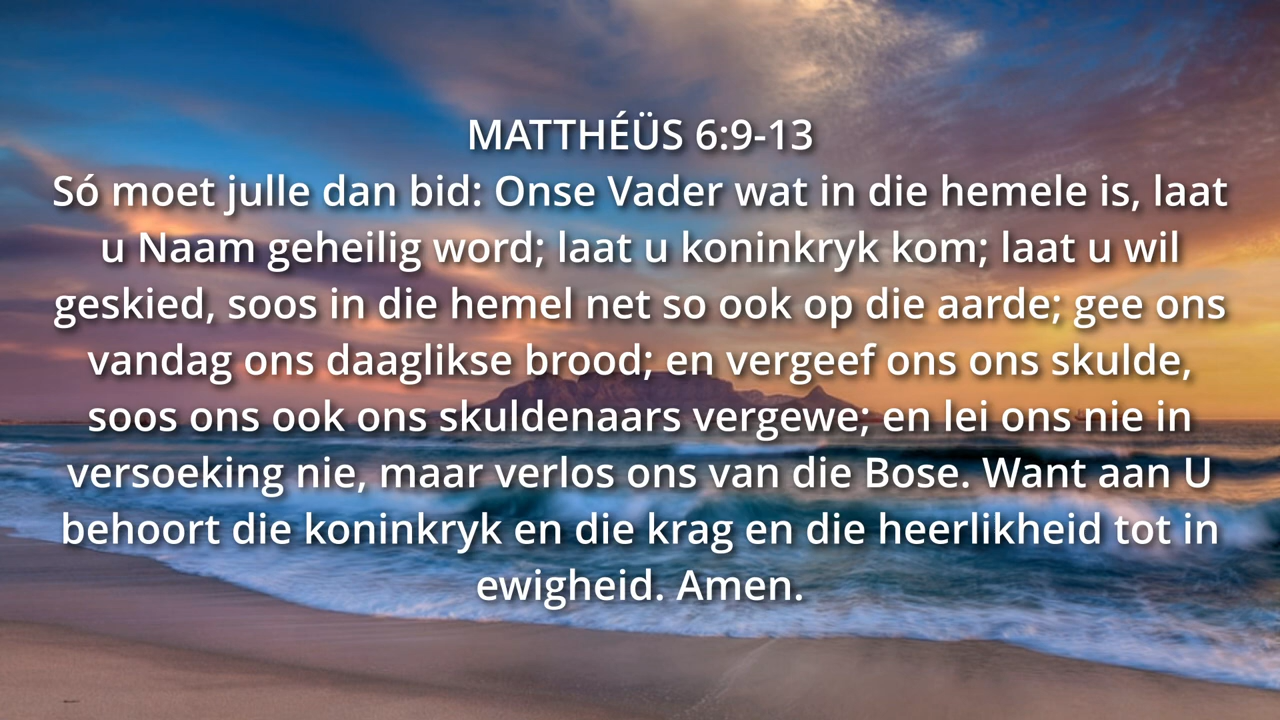 MATTHÉÜS 6:9-13
Só moet julle dan bid: Onse Vader wat in die hemele is, laat
u Naam geheilig word; laat u koninkryk kom; laat u wil
geskied, soos in die hemel net so ook op die aarde; gee ons
vandag ons daaglikse brood; en vergeef ons ons skulde,
soos ons ook ons skuldenaars vergewe; en lei ons nie in
versoeking nie, maar verlos ons van die Bose. Want aan U
behoort die koninkryk en die krag en die heerlikheid tot in
ewigheid. Amen.